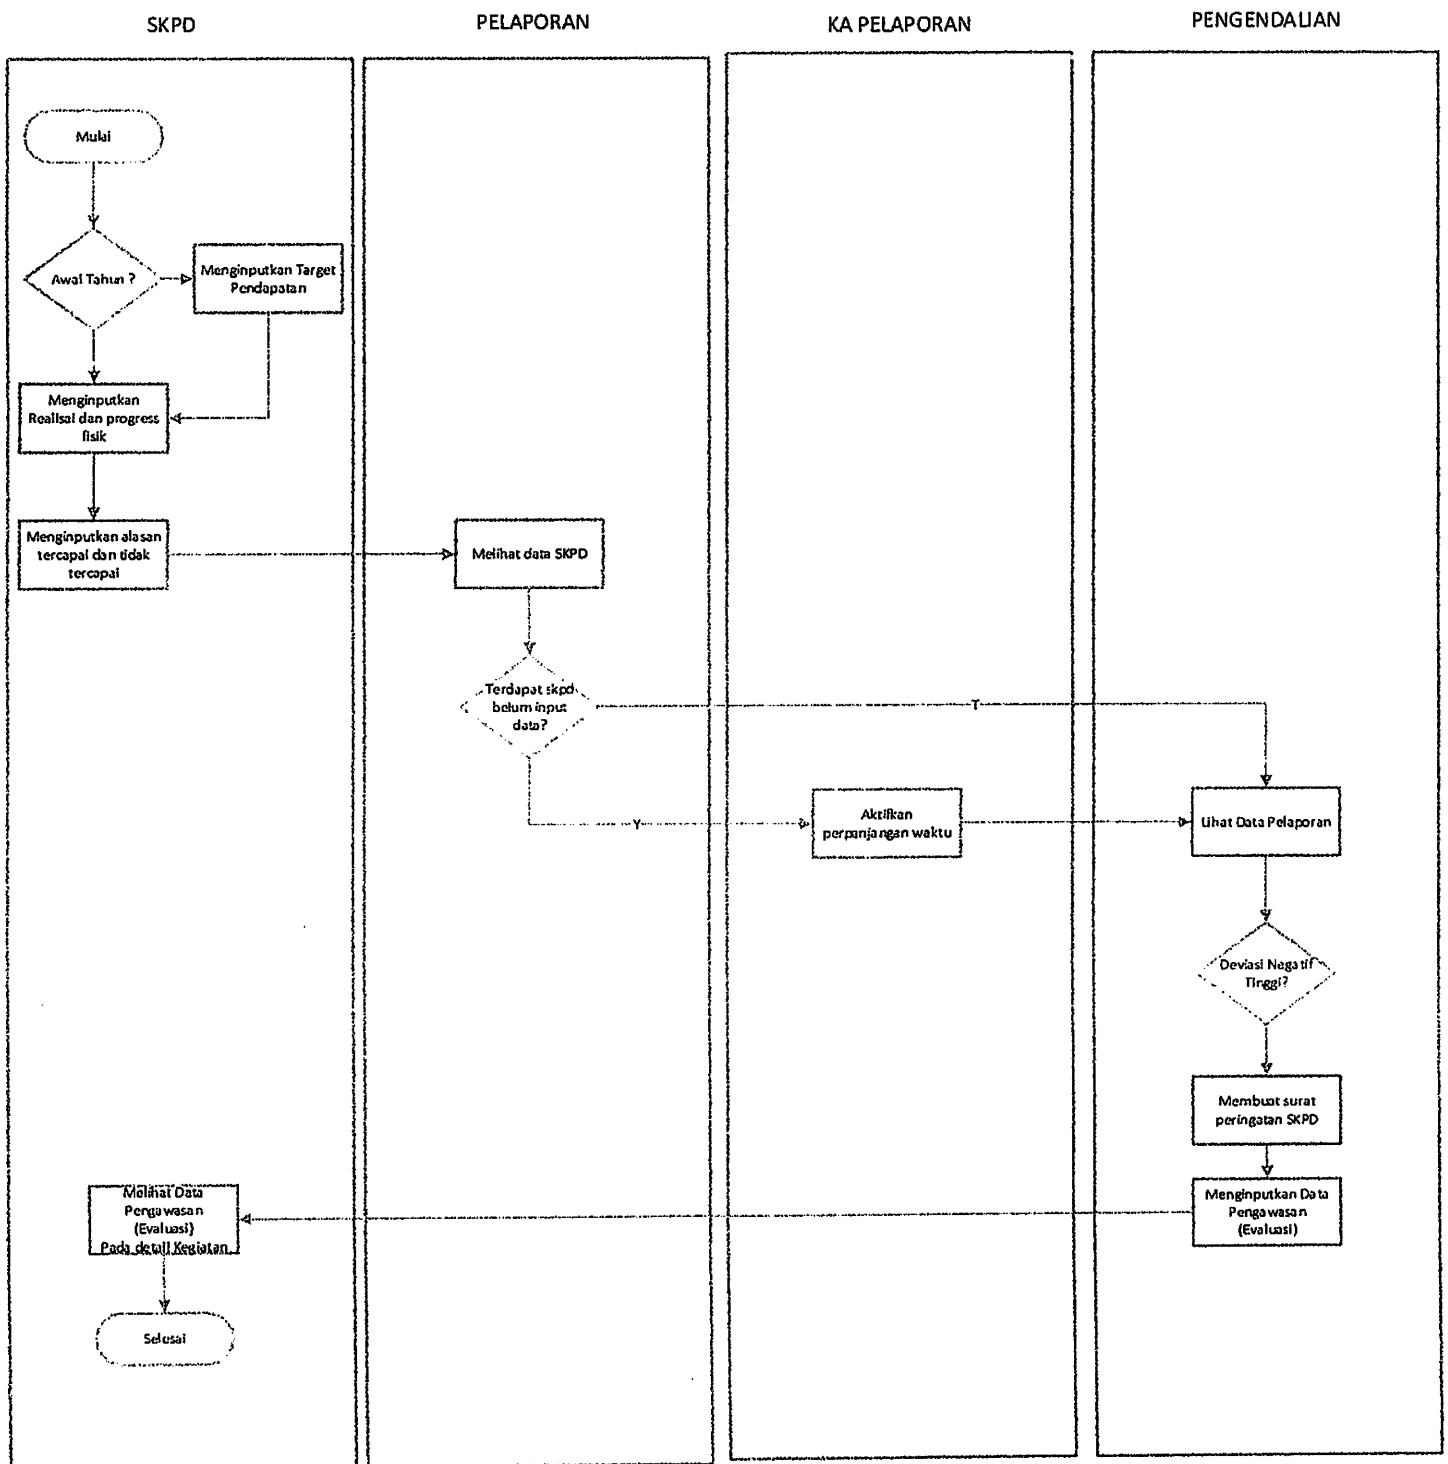 SKPD
PELAPORAN
KA PELAPORAN
PENGENDALIAN
Mulai
Awal Tahun ?
Menginputkan Target
Pendapatan
Menginputkan
Realisai dan progress
fisik
Menginputkan alasan
tercapai dan tidak
tercapai
Melihat data SKPD
Terdapat skpd
belum input
data?
T
Y
Aktifkan
perpanjangan waktu
Lihat Data Pelaporan
Deviasi Negatif
Tinggi?
Membuat surat
peringatan SKPD
Menginputkan Data
Pengawasan
(Evaluasi)
Melihat Data
Pengawasan
(Evaluasi)
Pada detail Kegiatan
Selesai